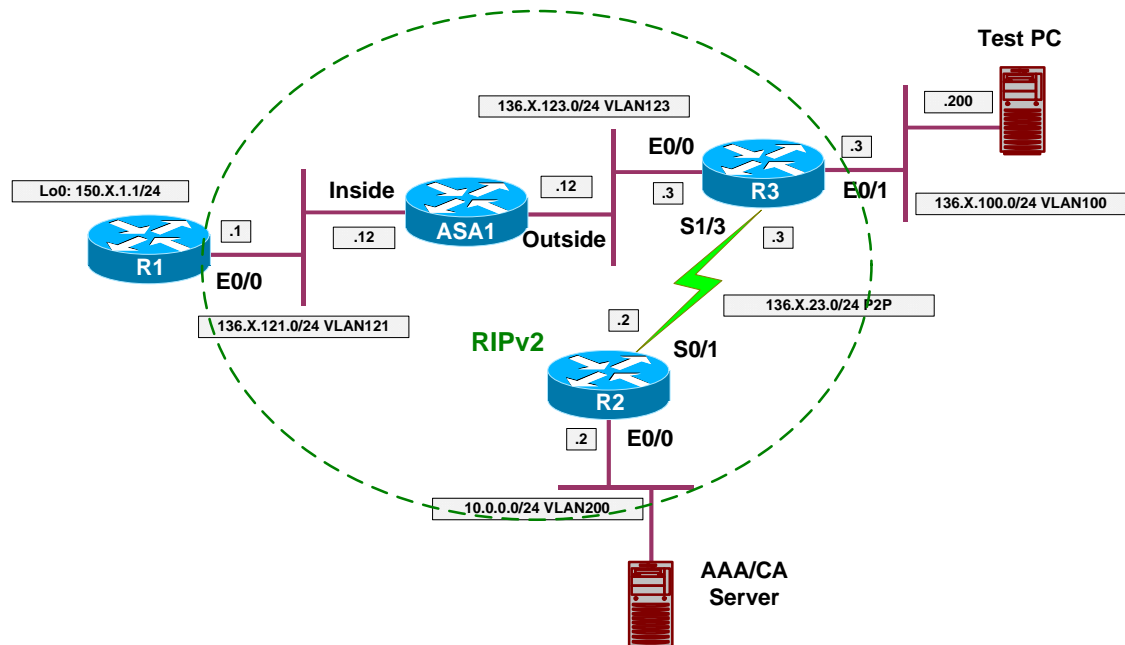 Test PC
136.X.123.0/24 VLAN123
.200
E0/0
.3
Lo0: 150.X.1.1/24
Inside
.12
.3
R3
E0/1
ASA1
Outside
S1/3
.3
136.X.100.0/24 VLAN100
.1
.12
R1
E0/0
136.X.23.0/24 P2P
136.X.121.0/24 VLAN121
.2
RIPv2
S0/1
R2
.2
E0/0
10.0.0.0/24 VLAN200
AAA/CA
Server